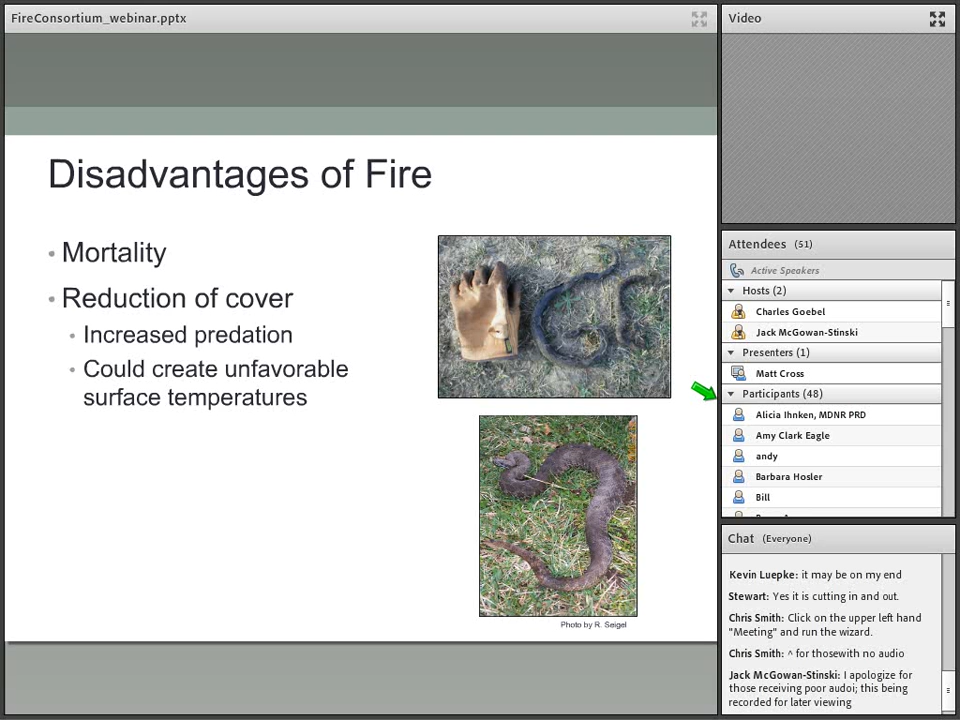 FireConsortium_webinar.pptx
Disadvantages of Fire
• Mortality
• Reduction of cover
• Increased predation
• Could create unfavorable
surface temperatures
Photo by R. Seigel
Video
Attendees (51)
Active Speakers
Hosts (2)
Charles Goebel
Jack McGowan-Stinski
Presenters (1)
Matt Cross
Participants (48)
Alicia Ihnken, MDNR PRD
Amy Clark Eagle
andy
Barbara Hosler
Bill
Chat (Everyone)
Kevin Luepke: it may be on my end
Stewart: Yes it is cutting in and out.
Chris Smith: Click on the upper left hand
"Meeting" and run the wizard.
Chris Smith: ^ for thosewith no audio
Jack McGowan-Stinski: I apologize for
those receiving poor audoi; this being
recorded for later viewing